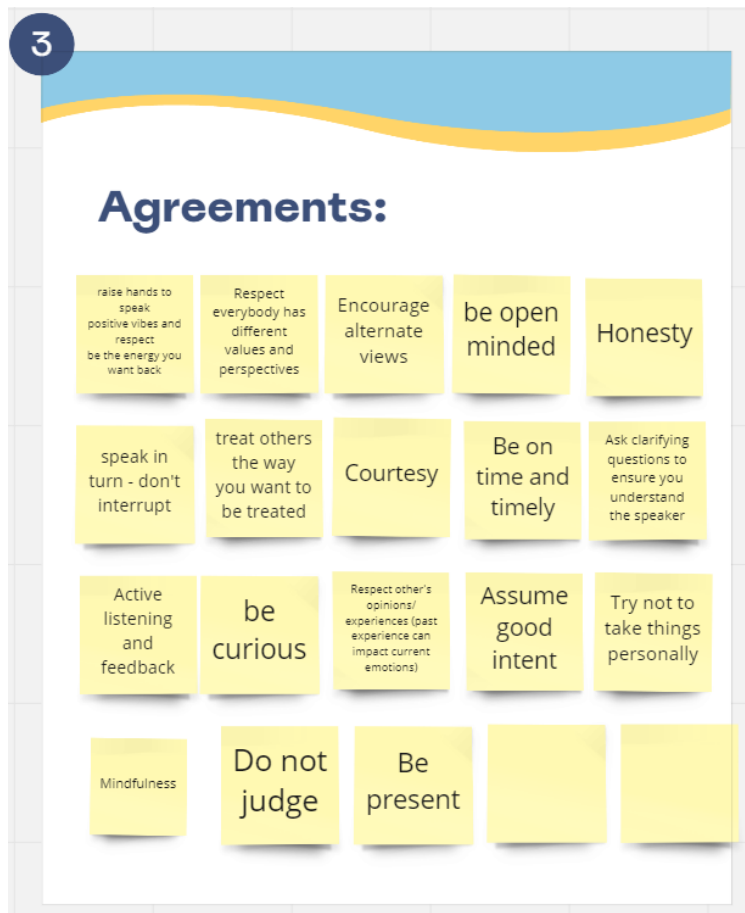 3
Agreements:
raise hands to
speak
positive vibes and
respect
be the energy you
want back
Respect
everybody has
different
values and
perspectives
Encourage
alternate
views
be open
minded
Honesty
speak in
turn - don't
interrupt
treat others
the way
you want to
be treated
Courtesy
Be on
time and
timely
Ask clarifying
questions to
ensure you
understand
the speaker
Active
listening
and
feedback
be
curious
Respect other's
opinions/
experiences (past
experience can
impact current
emotions)
Assume
good
intent
Try not to
take things
personally
Mindfulness
Do not
judge
Be
present